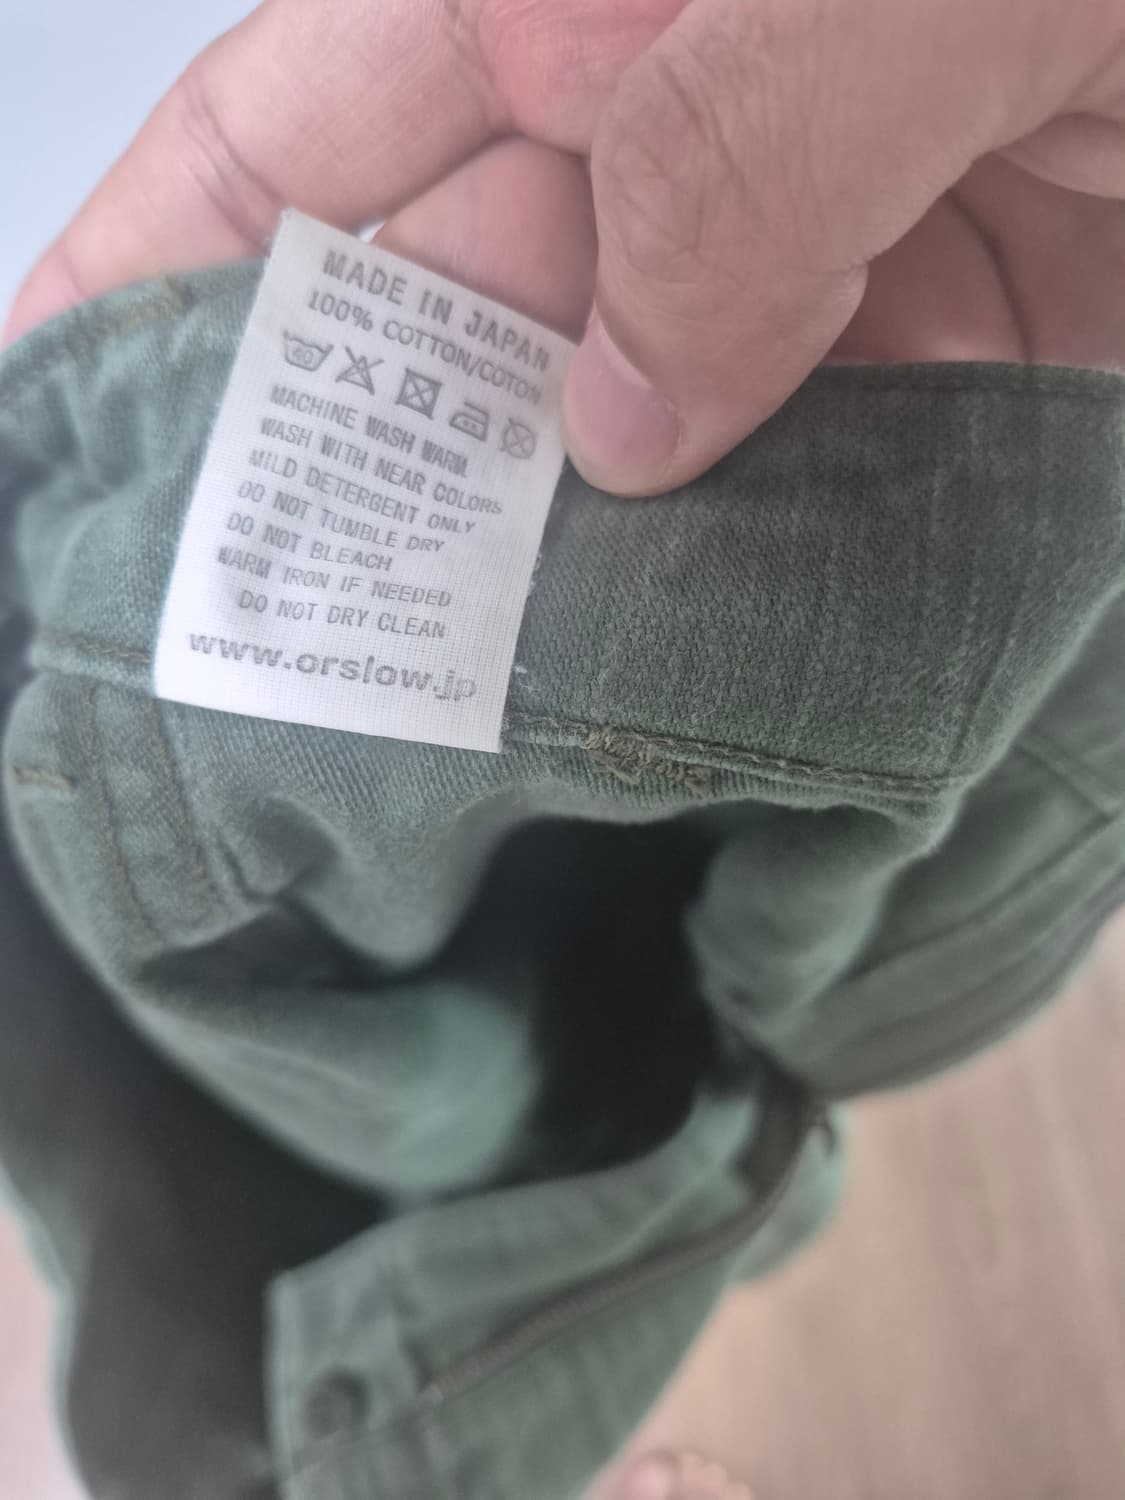 MADE IN JAPAN
100% COTTON/COTON
40
MACHINE WASH WARM
WASH WITH NEAR COLORS
MILD DETERGENT ONLY
DO NOT TUMBLE DRY
DO NOT BLEACH
WARM IRON IF NEEDED
DO NOT DRY CLEAN
www.orslow.jp